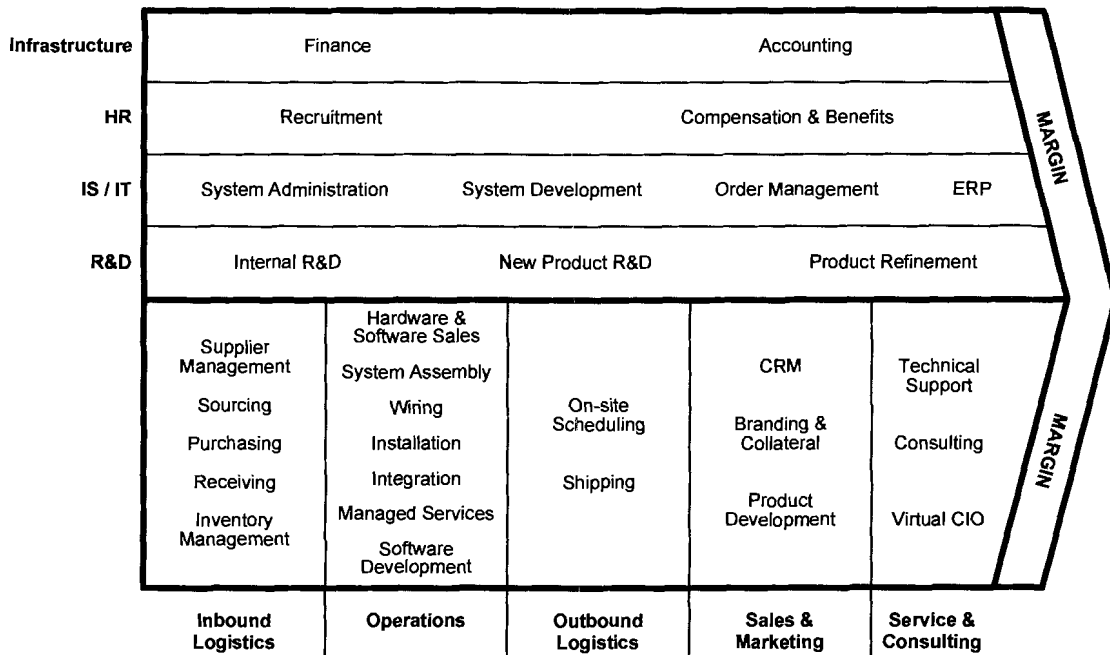 Infrastructure Finance Accounting
HR Recruitment Compensation & Benefits
IS / IT System Administration System Development Order Management ERP
R&D Internal R&D New Product R&D Product Refinement
MARGIN
Supplier
Management
Sourcing
Purchasing
Receiving
Inventory
Management
Hardware &
Software Sales
System Assembly
Wiring
Installation
Integration
Managed Services
Software
Development
On-site
Scheduling
Shipping
CRM
Branding &
Collateral
Product
Development
Technical
Support
Consulting
Virtual CIO
MARGIN
Inbound
Logistics
Operations
Outbound
Logistics
Sales &
Marketing
Service &
Consulting